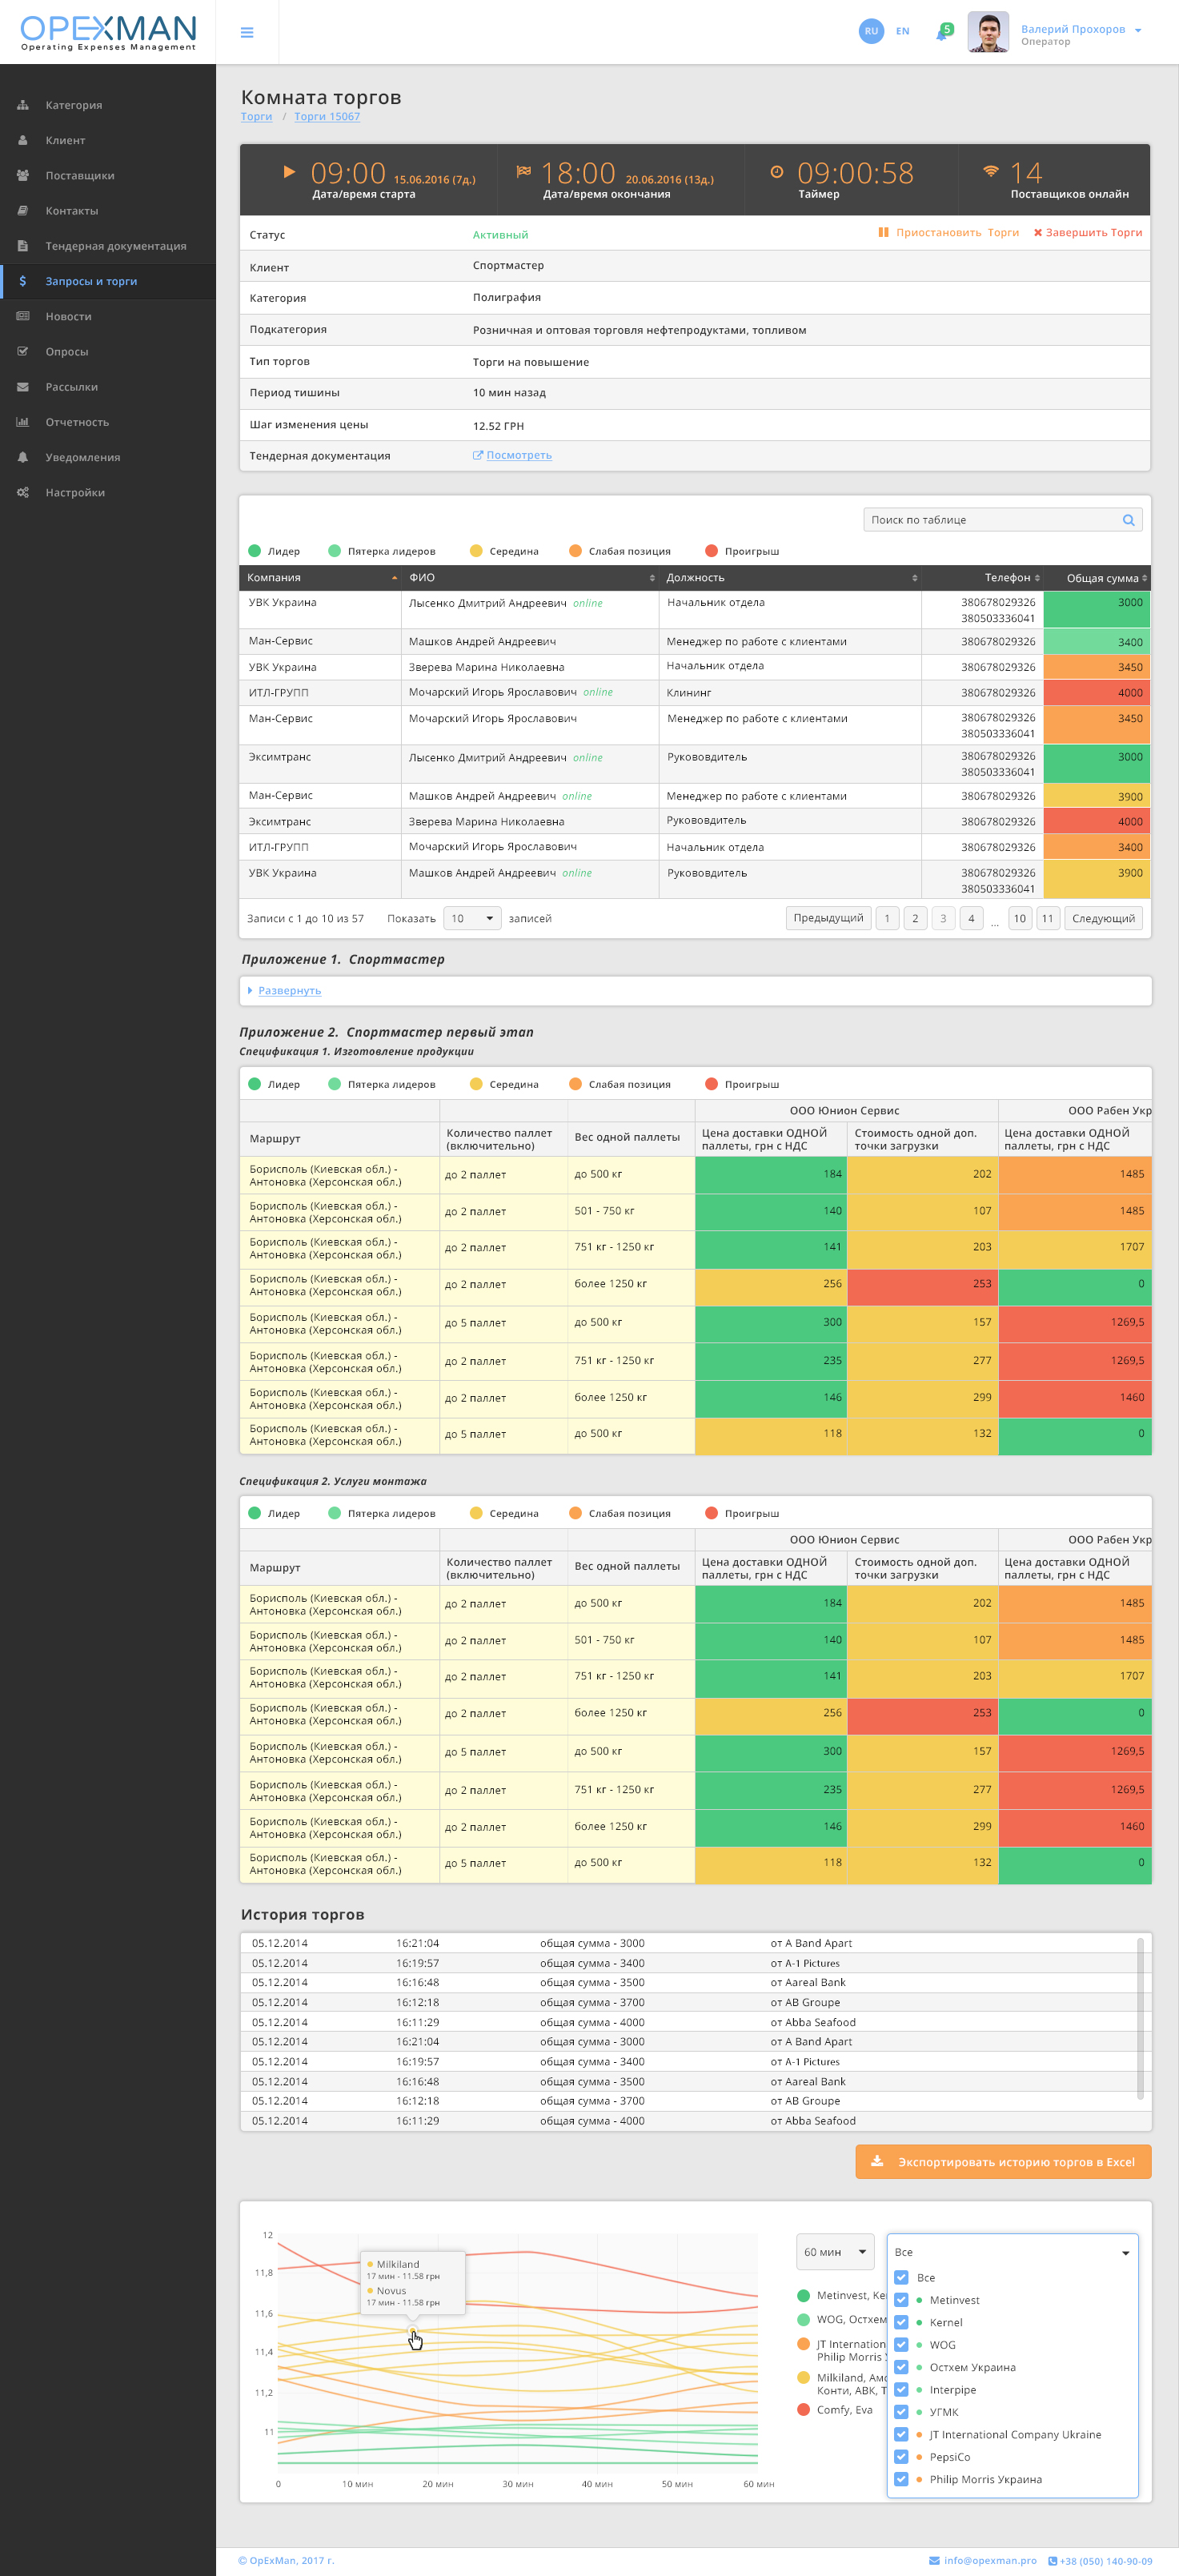 OPEXMAN
Operating Expenses Management
RU EN 5 Валерий Прохоров
Оператор
Категория
Клиент
Поставщики
Контакты
Тендерная документация
Запросы и торги
Новости
Опросы
Рассылки
Отчетность
Уведомления
Настройки
Комната торгов
Торги / Торги 15067
09:00 15.06.2016 (7д.) 18:00 20.06.2016 (13д.) 09:00:58 14
Дата/время старта Дата/время окончания Таймер Поставщиков онлайн
Статус Активный Приостановить Торги Завершить Торги
Клиент Спортмастер
Категория Полиграфия
Подкатегория Розничная и оптовая торговля нефтепродуктами, топливом
Тип торгов Торги на повышение
Период тишины 10 мин назад
Шаг изменения цены 12.52 ГРН
Тендерная документация Посмотреть
Поиск по таблице
Лидер Пятерка лидеров Середина Слабая позиция Проигрыш
Компания ФИО Должность Телефон Общая сумма
УВК Украина Лысенко Дмитрий Андреевич online Начальник отдела 380678029326 3000
380503336041
Ман-Сервис Машков Андрей Андреевич Менеджер по работе с клиентами 380678029326 3400
УВК Украина Зверева Марина Николаевна Начальник отдела 380678029326 3450
ИТЛ-ГРУПП Мочарский Игорь Ярославович online Клининг 380678029326 4000
Ман-Сервис Мочарский Игорь Ярославович Менеджер по работе с клиентами 380678029326 3450
380503336041
Эксимтранс Лысенко Дмитрий Андреевич online Рукововдитель 380678029326 3000
380503336041
Ман-Сервис Машков Андрей Андреевич online Менеджер по работе с клиентами 380678029326 3900
Эксимтранс Зверева Марина Николаевна Рукововдитель 380678029326 4000
ИТЛ-ГРУПП Мочарский Игорь Ярославович Начальник отдела 380678029326 3400
УВК Украина Машков Андрей Андреевич online Рукововдитель 380678029326 3900
380503336041
Записи с 1 до 10 из 57 Показать 10 записей Предыдущий 1 2 3 4 ... 10 11 Следующий
Приложение 1. Спортмастер
Развернуть
Приложение 2. Спортмастер первый этап
Спецификация 1. Изготовление продукции
Лидер Пятерка лидеров Середина Слабая позиция Проигрыш
ООО Юнион Сервис ООО Рабен Укр
Маршрут Количество паллет Вес одной паллеты Цена доставки ОДНОЙ Стоимость одной доп. Цена доставки ОДНОЙ
(включительно) паллеты, грн с НДС точки загрузки паллеты, грн с НДС
Борисполь (Киевская обл.) - до 2 паллет до 500 кг 184 202 1485
Антоновка (Херсонская обл.)
Борисполь (Киевская обл.) - до 2 паллет 501 - 750 кг 140 107 1485
Антоновка (Херсонская обл.)
Борисполь (Киевская обл.) - до 2 паллет 751 кг - 1250 кг 141 203 1707
Антоновка (Херсонская обл.)
Борисполь (Киевская обл.) - до 2 паллет более 1250 кг 256 253 0
Антоновка (Херсонская обл.)
Борисполь (Киевская обл.) - до 5 паллет до 500 кг 300 157 1269,5
Антоновка (Херсонская обл.)
Борисполь (Киевская обл.) - до 2 паллет 751 кг - 1250 кг 235 277 1269,5
Антоновка (Херсонская обл.)
Борисполь (Киевская обл.) - до 2 паллет более 1250 кг 146 299 1460
Антоновка (Херсонская обл.)
Борисполь (Киевская обл.) - до 5 паллет до 500 кг 118 132 0
Антоновка (Херсонская обл.)
Спецификация 2. Услуги монтажа
Лидер Пятерка лидеров Середина Слабая позиция Проигрыш
ООО Юнион Сервис ООО Рабен Укр
Маршрут Количество паллет Вес одной паллеты Цена доставки ОДНОЙ Стоимость одной доп. Цена доставки ОДНОЙ
(включительно) паллеты, грн с НДС точки загрузки паллеты, грн с НДС
Борисполь (Киевская обл.) - до 2 паллет до 500 кг 184 202 1485
Антоновка (Херсонская обл.)
Борисполь (Киевская обл.) - до 2 паллет 501 - 750 кг 140 107 1485
Антоновка (Херсонская обл.)
Борисполь (Киевская обл.) - до 2 паллет 751 кг - 1250 кг 141 203 1707
Антоновка (Херсонская обл.)
Борисполь (Киевская обл.) - до 2 паллет более 1250 кг 256 253 0
Антоновка (Херсонская обл.)
Борисполь (Киевская обл.) - до 5 паллет до 500 кг 300 157 1269,5
Антоновка (Херсонская обл.)
Борисполь (Киевская обл.) - до 2 паллет 751 кг - 1250 кг 235 277 1269,5
Антоновка (Херсонская обл.)
Борисполь (Киевская обл.) - до 2 паллет более 1250 кг 146 299 1460
Антоновка (Херсонская обл.)
Борисполь (Киевская обл.) - до 5 паллет до 500 кг 118 132 0
Антоновка (Херсонская обл.)
История торгов
05.12.2014 16:21:04 общая сумма - 3000 от A Band Apart
05.12.2014 16:19:57 общая сумма - 3400 от A-1 Pictures
05.12.2014 16:16:48 общая сумма - 3500 от Aareal Bank
05.12.2014 16:12:18 общая сумма - 3700 от AB Groupe
05.12.2014 16:11:29 общая сумма - 4000 от Abba Seafood
05.12.2014 16:21:04 общая сумма - 3000 от A Band Apart
05.12.2014 16:19:57 общая сумма - 3400 от A-1 Pictures
05.12.2014 16:16:48 общая сумма - 3500 от Aareal Bank
05.12.2014 16:12:18 общая сумма - 3700 от AB Groupe
05.12.2014 16:11:29 общая сумма - 4000 от Abba Seafood
Экспортировать историю торгов в Excel
12
11,8
11,6
11,4
11,2
11
0 10 мин 20 мин 30 мин 40 мин 50 мин 60 мин
Milkiland
17 мин - 11.58 грн
Novus
17 мин - 11.58 грн
60 мин
Metinvest, Ke
WOG, Остхем
JT Internation
Philip Morris
Milkiland, Амс
Конти, АВК, Т
Comfy, Eva
Все
Все
Metinvest
Kernel
WOG
Остхем Украина
Interpipe
УГМК
JT International Company Ukraine
PepsiCo
Philip Morris Украина
© OpExMan, 2017 г. info@opexman.pro +38 (050) 140-90-09